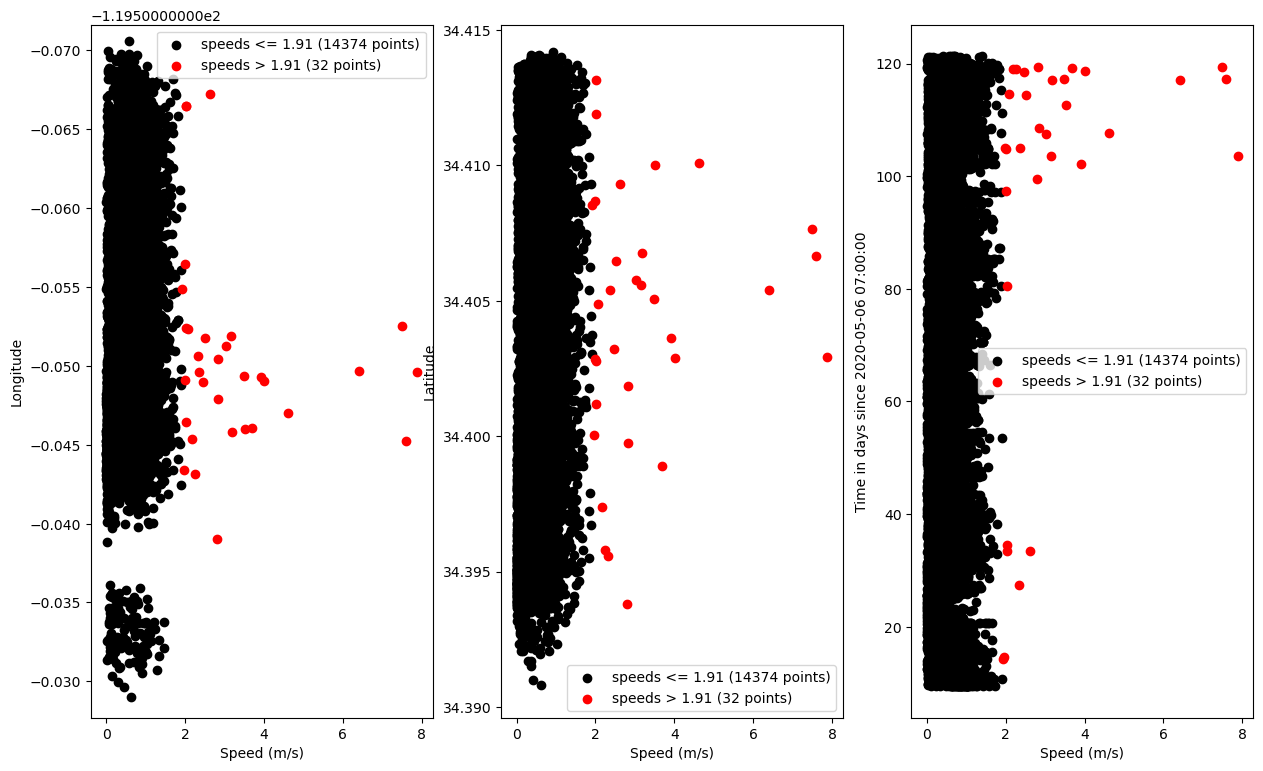 −1.1950000000e2
−0.070
−0.065
−0.060
−0.055
−0.050
−0.045
−0.040
−0.035
−0.030
Longitude
0 2 4 6 8
Speed (m/s)
speeds <= 1.91 (14374 points)
speeds > 1.91 (32 points)
34.415
34.410
34.405
34.400
34.395
34.390
Latitude
0 2 4 6 8
Speed (m/s)
speeds <= 1.91 (14374 points)
speeds > 1.91 (32 points)
120
100
80
60
40
20
Time in days since 2020-05-06 07:00:00
0 2 4 6 8
Speed (m/s)
speeds <= 1.91 (14374 points)
speeds > 1.91 (32 points)